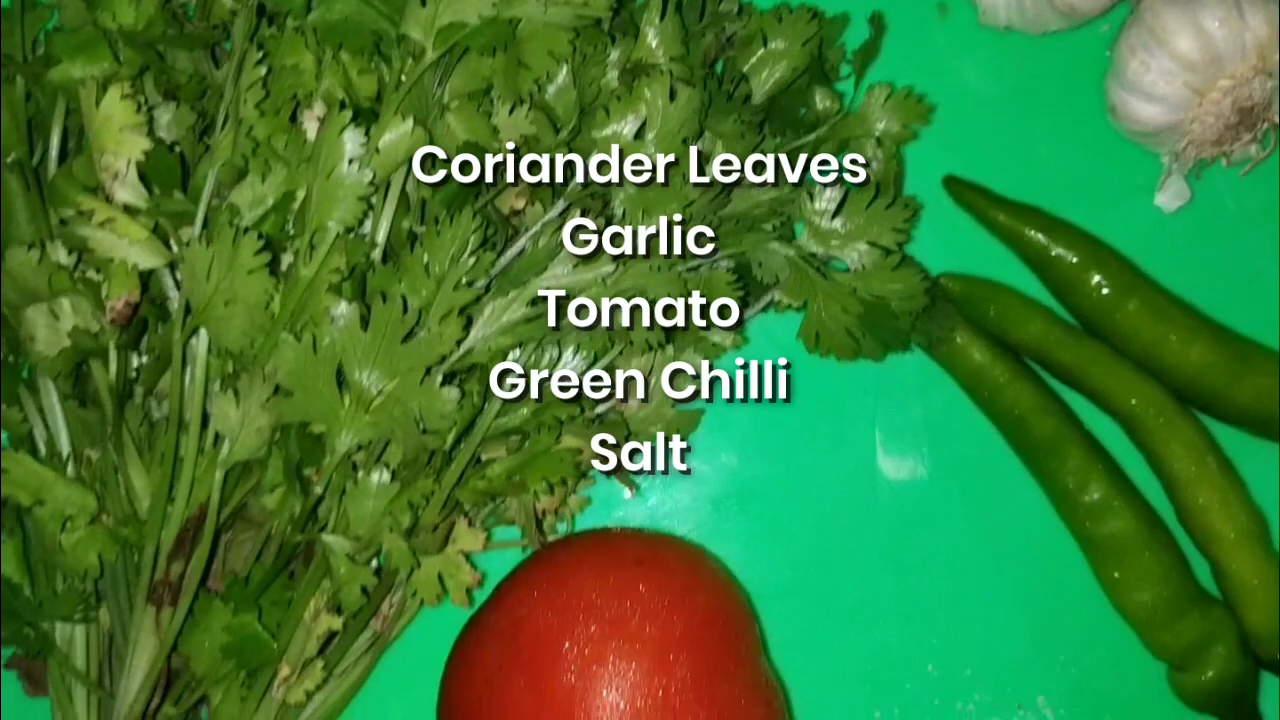 Coriander Leaves
Garlic
Tomato
Green Chilli
Salt